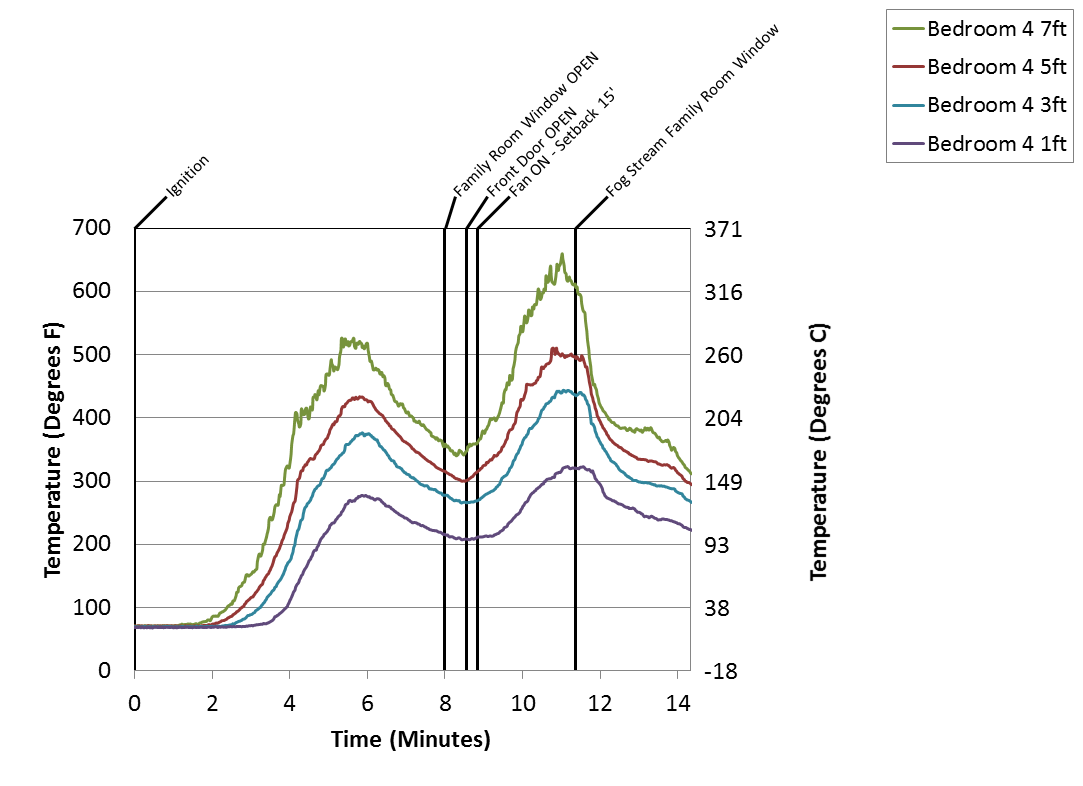 Bedroom 4 7ft
Bedroom 4 5ft
Bedroom 4 3ft
Bedroom 4 1ft
Ignition
Family Room Window OPEN
Front Door OPEN
Fan ON - Setback 15'
Fog Stream Family Room Window
Temperature (Degrees F)
700
600
500
400
300
200
100
0
371
316
260
204
149
93
38
-18
Temperature (Degrees C)
0 2 4 6 8 10 12 14
Time (Minutes)